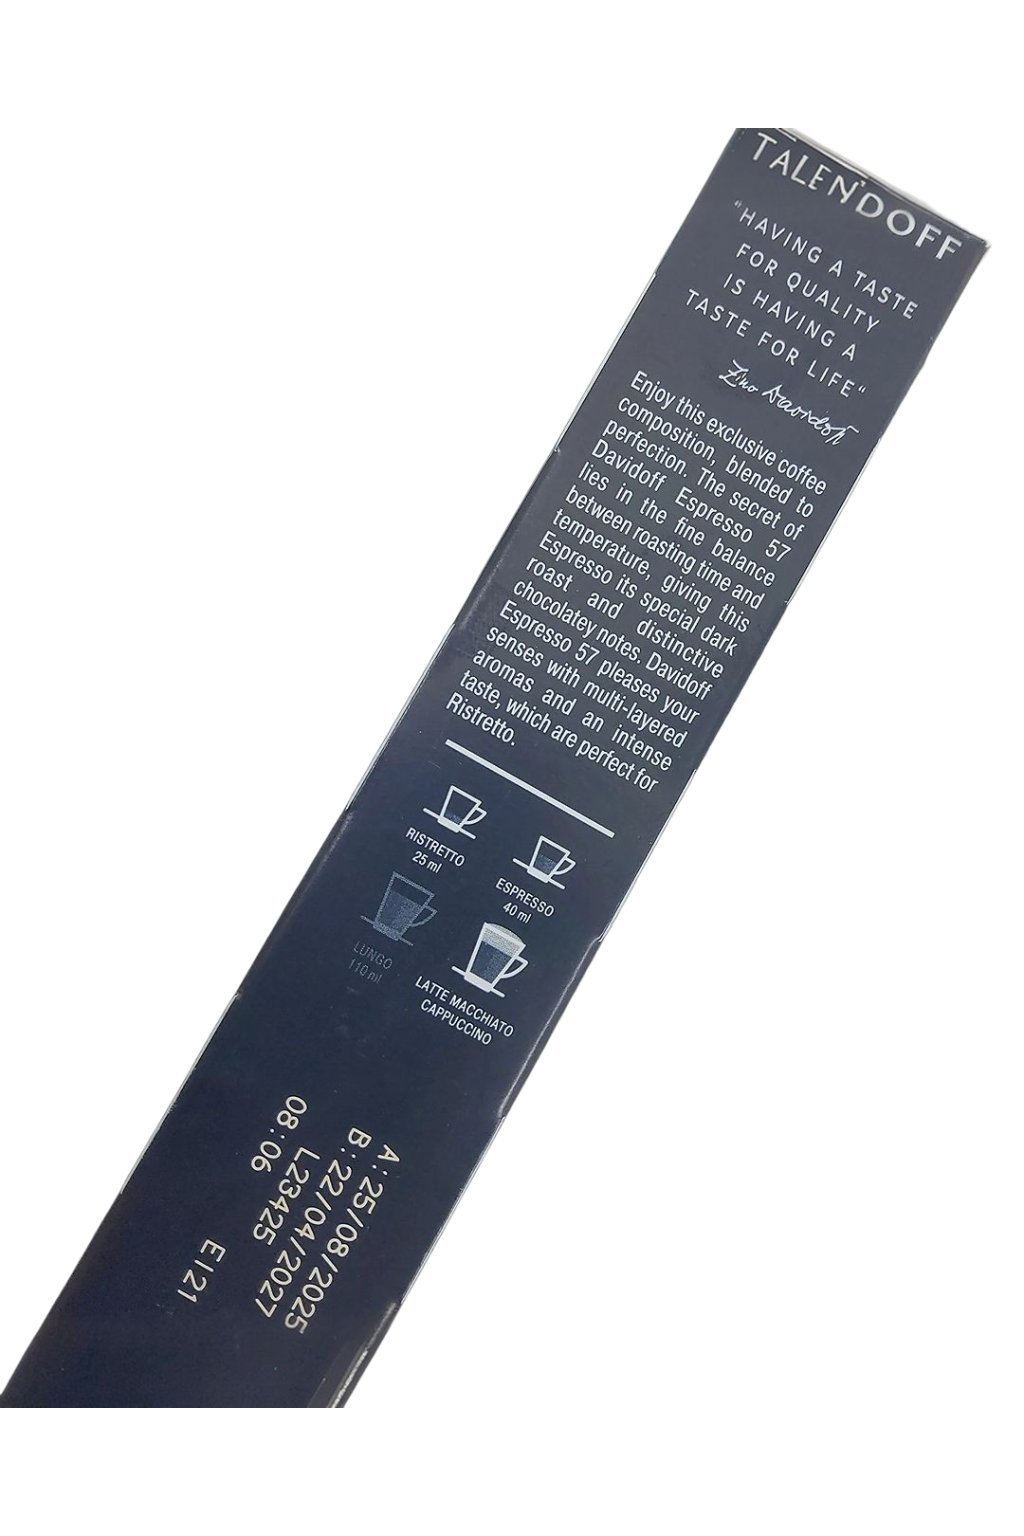 TALENDOFF
"HAVING A TASTE
FOR QUALITY
IS HAVING A
TASTE FOR LIFE"
Zino Davidoff
Enjoy this exclusive coffee
composition, blended to
perfection. The secret of
Davidoff Espresso 57
lies in the fine balance
between roasting time and
temperature, giving this
Espresso its special dark
roast and distinctive
chocolatey notes. Davidoff
Espresso 57 pleases your
senses with multi-layered
aromas and an intense
taste, which are perfect for
Ristretto.
RISTRETTO
25 ml
ESPRESSO
40 ml
LUNGO
110 ml
LATTE MACCHIATO
CAPPUCCINO
A:25/08/2025
B:22/04/2027
L23425
08:06
E121